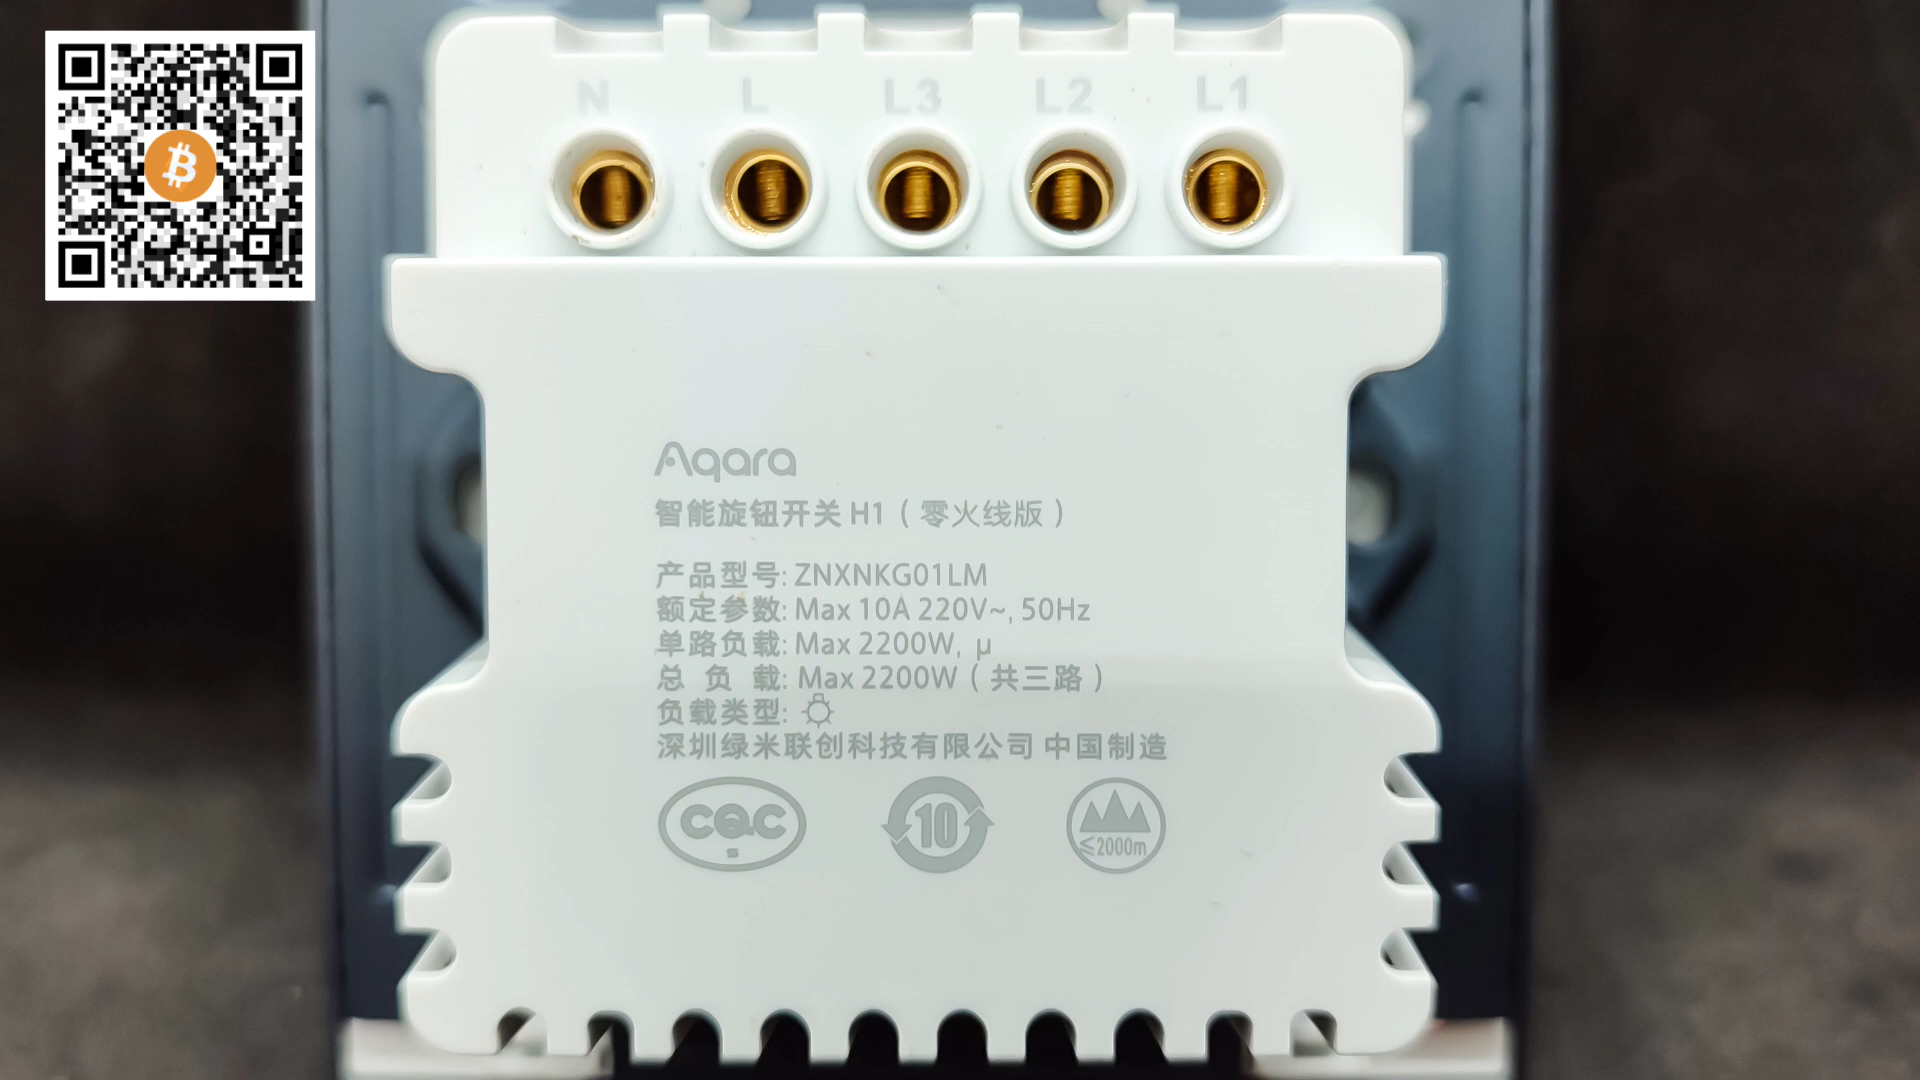 N L L3 L2 L1
Aqara
智能旋钮开关 H1（零火线版）
产品型号: ZNXNKG01LM
额定参数: Max 10A 220V~, 50Hz
单路负载: Max 2200W, μ
总 负 载: Max 2200W（共三路）
负载类型:
深圳绿米联创科技有限公司 中国制造
CQC
S
10
≤2000m